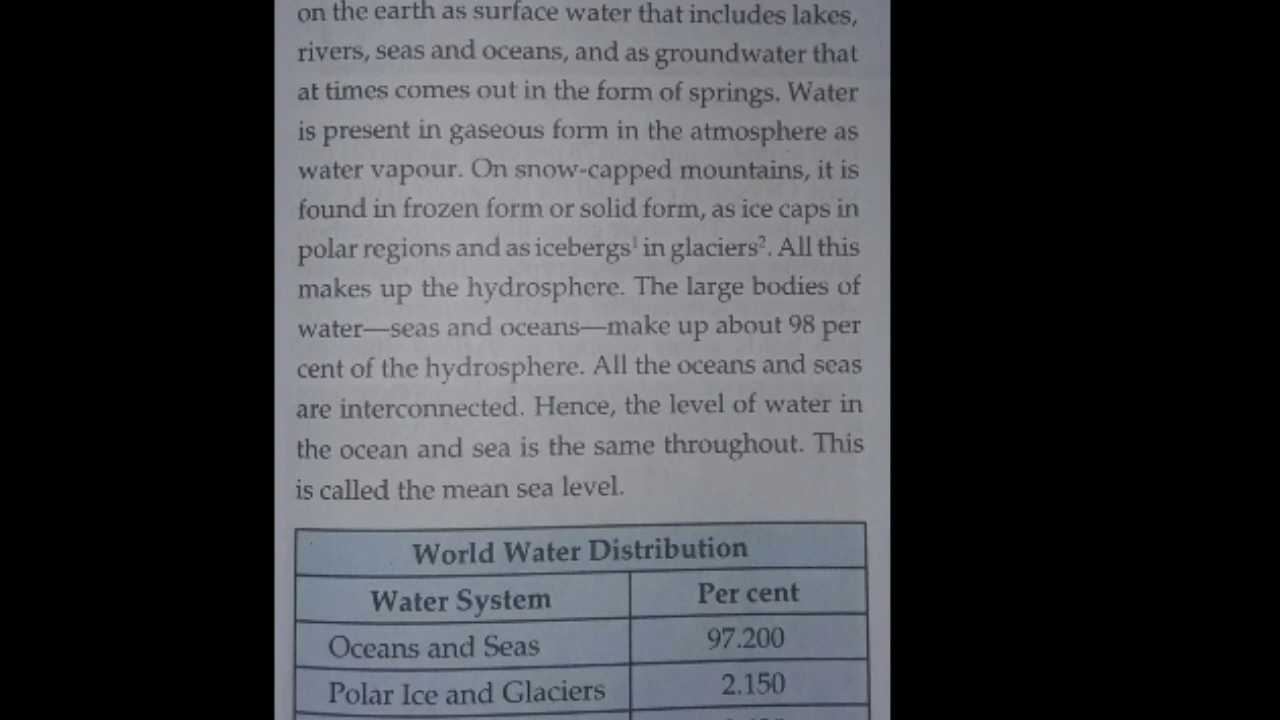 on the earth as surface water that includes lakes,
rivers, seas and oceans, and as groundwater that
at times comes out in the form of springs. Water
is present in gaseous form in the atmosphere as
water vapour. On snow-capped mountains, it is
found in frozen form or solid form, as ice caps in
polar regions and as icebergs¹ in glaciers². All this
makes up the hydrosphere. The large bodies of
water—seas and oceans—make up about 98 per
cent of the hydrosphere. All the oceans and seas
are interconnected. Hence, the level of water in
the ocean and sea is the same throughout. This
is called the mean sea level.
World Water Distribution
Water System Per cent
Oceans and Seas 97.200
Polar Ice and Glaciers 2.150